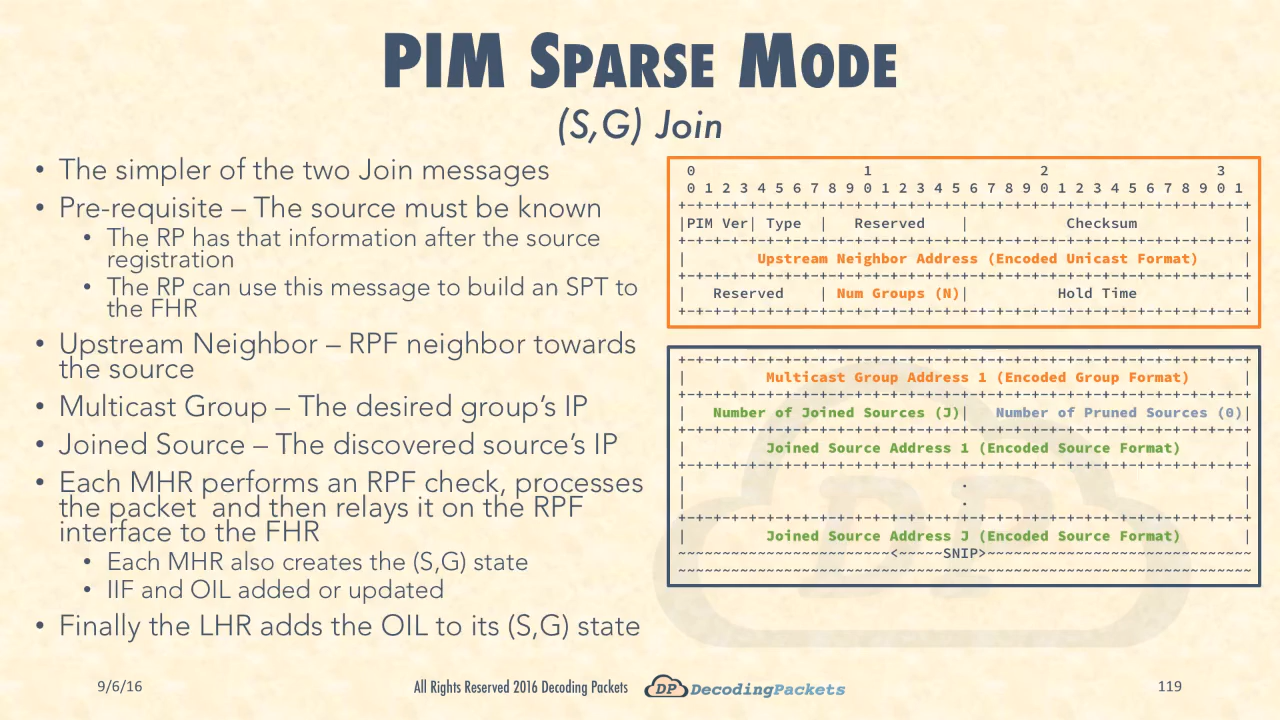 PIM SPARSE MODE
(S,G) Join
• The simpler of the two Join messages
• Pre-requisite – The source must be known
• The RP has that information after the source
registration
• The RP can use this message to build an SPT to
the FHR
• Upstream Neighbor – RPF neighbor towards
the source
• Multicast Group – The desired group's IP
• Joined Source – The discovered source's IP
• Each MHR performs an RPF check, processes
the packet and then relays it on the RPF
interface to the FHR
• Each MHR also creates the (S,G) state
• IIF and OIL added or updated
• Finally the LHR adds the OIL to its (S,G) state
0                   1                   2                   3
0 1 2 3 4 5 6 7 8 9 0 1 2 3 4 5 6 7 8 9 0 1 2 3 4 5 6 7 8 9 0 1
+-+-+-+-+-+-+-+-+-+-+-+-+-+-+-+-+-+-+-+-+-+-+-+-+-+-+-+-+-+-+-+-+
|PIM Ver| Type  |   Reserved    |           Checksum            |
+-+-+-+-+-+-+-+-+-+-+-+-+-+-+-+-+-+-+-+-+-+-+-+-+-+-+-+-+-+-+-+-+
|        Upstream Neighbor Address (Encoded Unicast Format)     |
+-+-+-+-+-+-+-+-+-+-+-+-+-+-+-+-+-+-+-+-+-+-+-+-+-+-+-+-+-+-+-+-+
|   Reserved    | Num Groups (N)|          Hold Time            |
+-+-+-+-+-+-+-+-+-+-+-+-+-+-+-+-+-+-+-+-+-+-+-+-+-+-+-+-+-+-+-+-+
+-+-+-+-+-+-+-+-+-+-+-+-+-+-+-+-+-+-+-+-+-+-+-+-+-+-+-+-+-+-+-+-+
|         Multicast Group Address 1 (Encoded Group Format)      |
+-+-+-+-+-+-+-+-+-+-+-+-+-+-+-+-+-+-+-+-+-+-+-+-+-+-+-+-+-+-+-+-+
|   Number of Joined Sources (J)|   Number of Pruned Sources (0)|
+-+-+-+-+-+-+-+-+-+-+-+-+-+-+-+-+-+-+-+-+-+-+-+-+-+-+-+-+-+-+-+-+
|         Joined Source Address 1 (Encoded Source Format)       |
+-+-+-+-+-+-+-+-+-+-+-+-+-+-+-+-+-+-+-+-+-+-+-+-+-+-+-+-+-+-+-+-+
|                               .                               |
|                               .                               |
+-+-+-+-+-+-+-+-+-+-+-+-+-+-+-+-+-+-+-+-+-+-+-+-+-+-+-+-+-+-+-+-+
Joined Source Address J (Encoded Source Format)
~~~~~~~~~~~~~~~~~~~~~~~~<-----SNIP>~~~~~~~~~~~~~~~~~~~~~~~~~~~~~~
~~~~~~~~~~~~~~~~~~~~~~~~~~~~~~~~~~~~~~~~~~~~~~~~~~~~~~~~~~~~~~~~~
DP
9/6/16
All Rights Reserved 2016 Decoding Packets
DP DecodingPackets
119